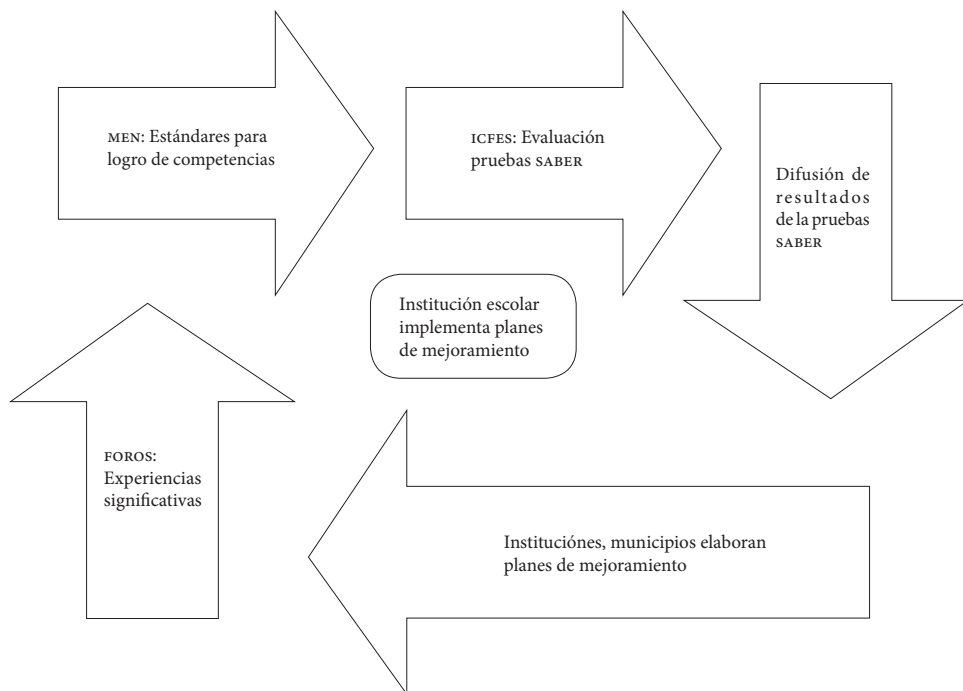 MEN: Estándares para
logro de competencias
ICFES: Evaluación
pruebas SABER
Difusión de
resultados
de la pruebas
SABER
Institución escolar
implementa planes
de mejoramiento
FOROS:
Experiencias
significativas
Instituciónes, municipios elaboran
planes de mejoramiento